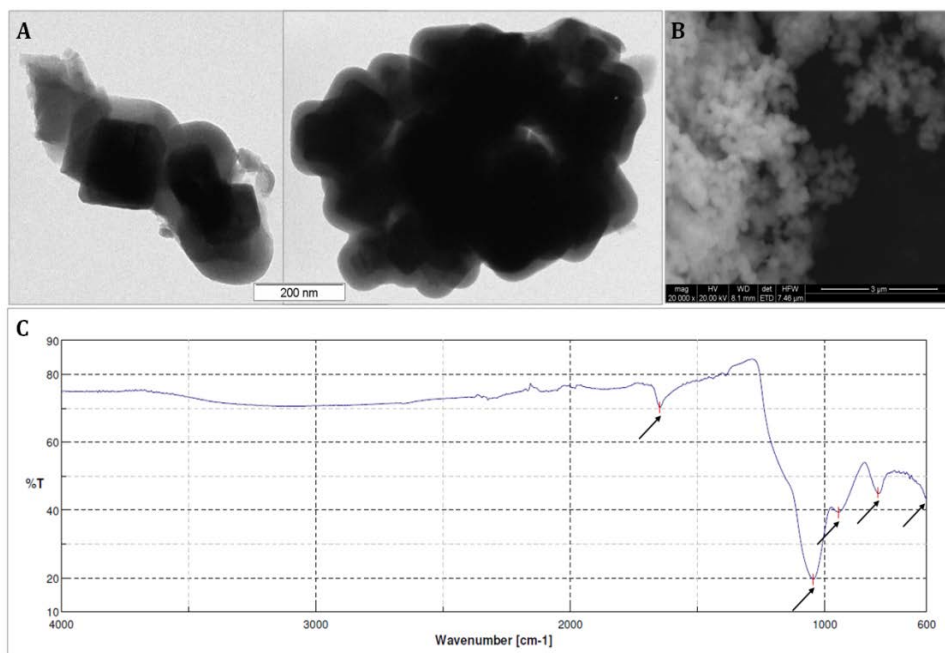 A
B
200 nm
mag HV WD det HFW
20 000 x 20.00 kV 8.1 mm ETD 7.46 µm
3 µm
C
90
80
60
%T
40
20
10
4000 3000 2000 1000 600
Wavenumber [cm-1]